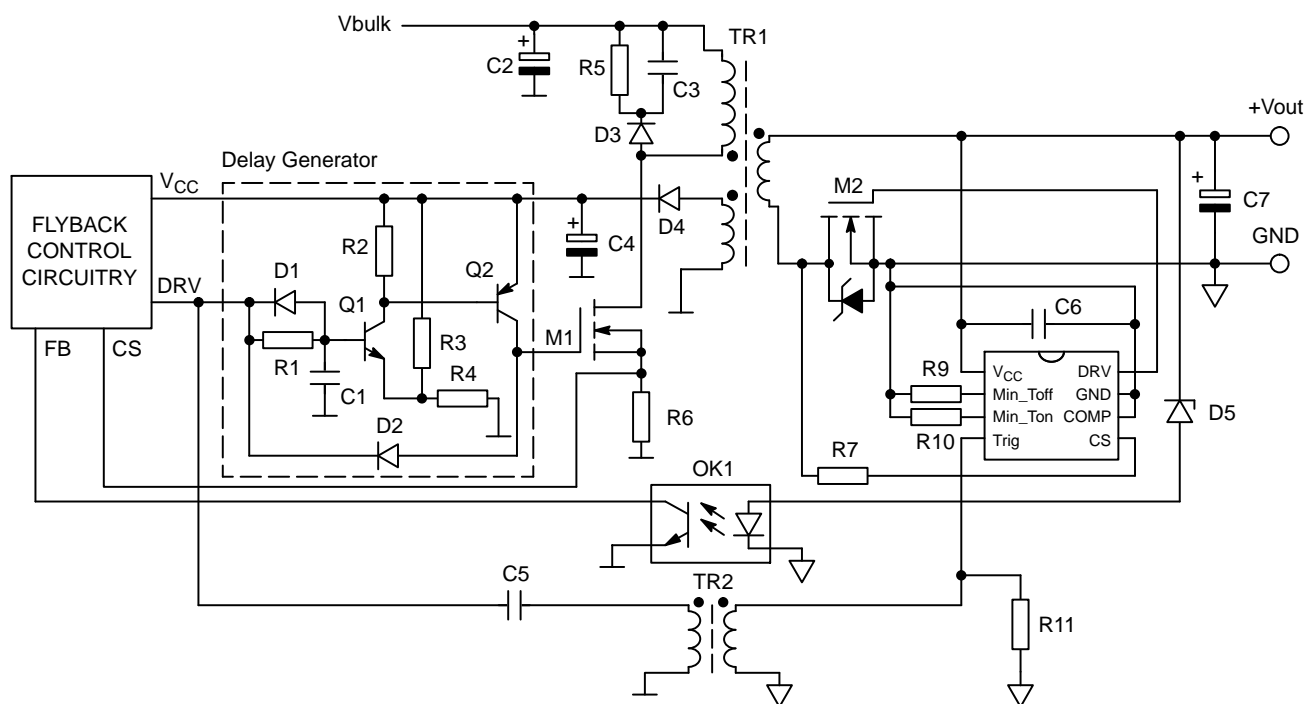 Vbulk
TR1
C2
+
R5
C3
D3
+Vout
Delay Generator
VCC
M2
+
C7
FLYBACK
CONTROL
CIRCUITRY
DRV
D4
+
C4
GND
R2
D1
Q1
Q2
C6
FB
CS
R1
C1
R3
R4
M1
R6
R9
R10
R7
VCC
DRV
Min_Toff
GND
Min_Ton
COMP
Trig
CS
D5
D2
OK1
C5
TR2
R11